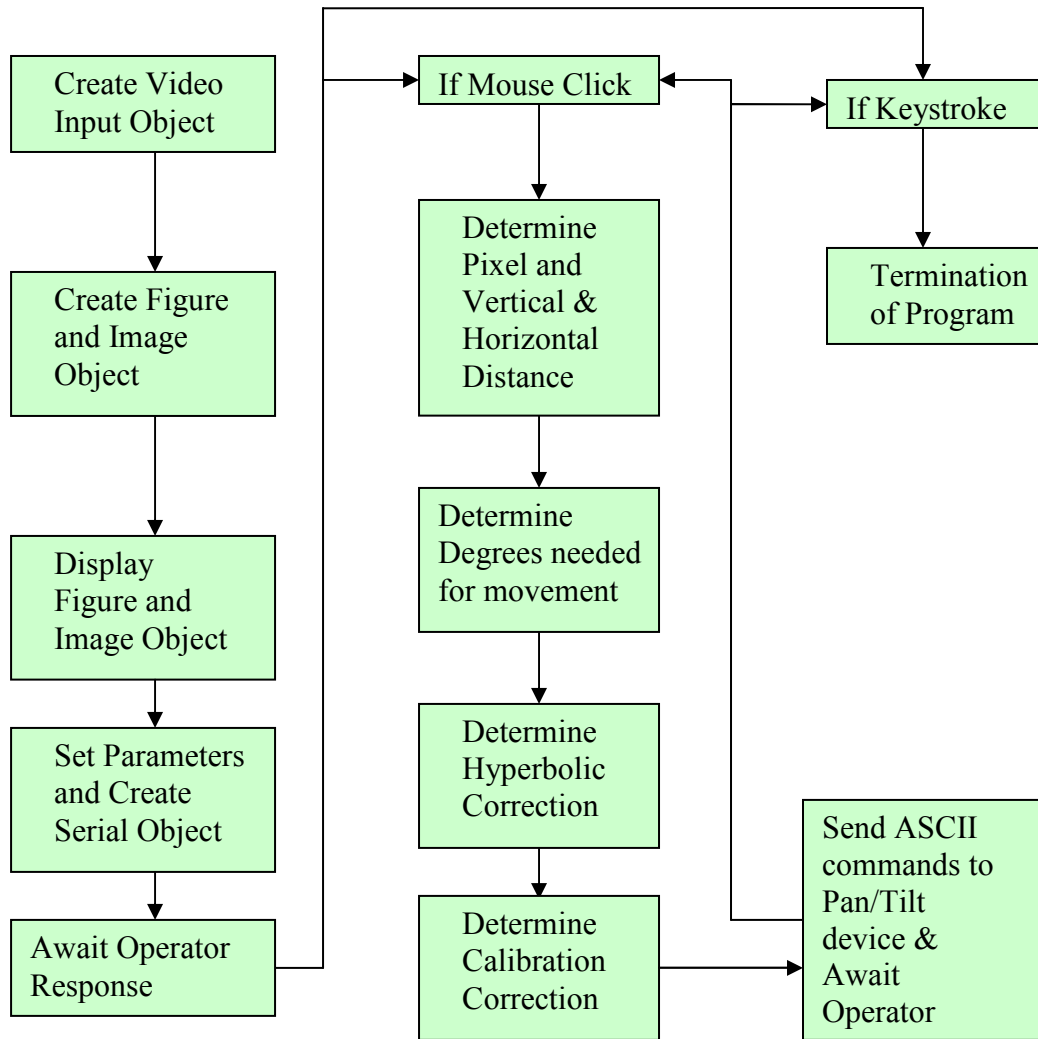 Create Video
Input Object
Create Figure
and Image
Object
Display
Figure and
Image Object
Set Parameters
and Create
Serial Object
Await Operator
Response
If Mouse Click
Determine
Pixel and
Vertical &
Horizontal
Distance
Determine
Degrees needed
for movement
Determine
Hyperbolic
Correction
Determine
Calibration
Correction
If Keystroke
Termination
of Program
Send ASCII
commands to
Pan/Tilt
device &
Await
Operator